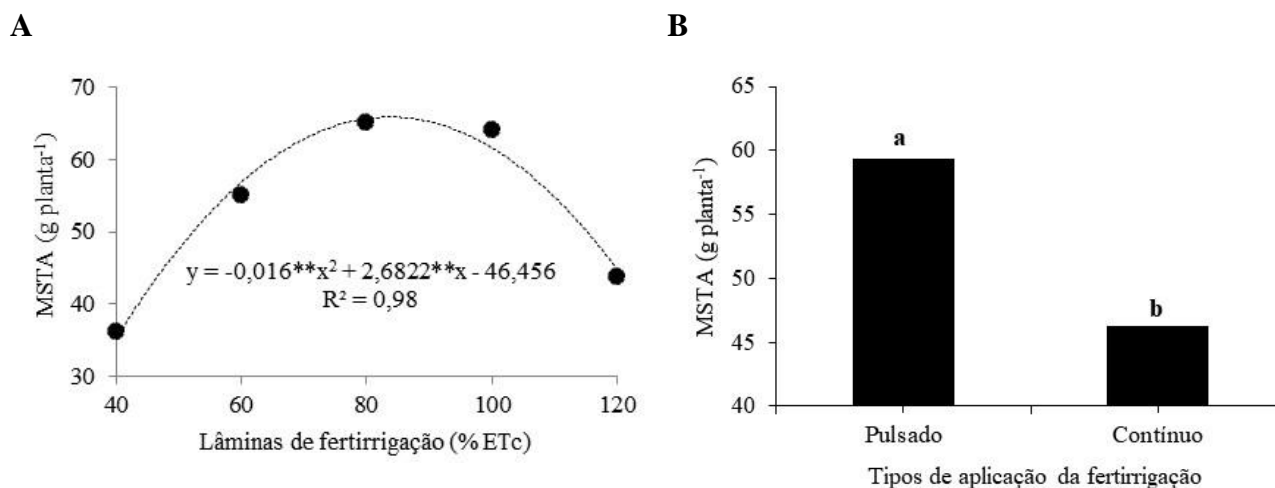 A
MSTA (g planta⁻¹)
70
60
50
40
30
y = -0,016**x² + 2,6822**x - 46,456
R² = 0,98
40 60 80 100 120
Lâminas de fertirrigação (% ETc)
B
MSTA (g planta⁻¹)
65
60
55
50
45
40
a
b
Pulsado Contínuo
Tipos de aplicação da fertirrigação